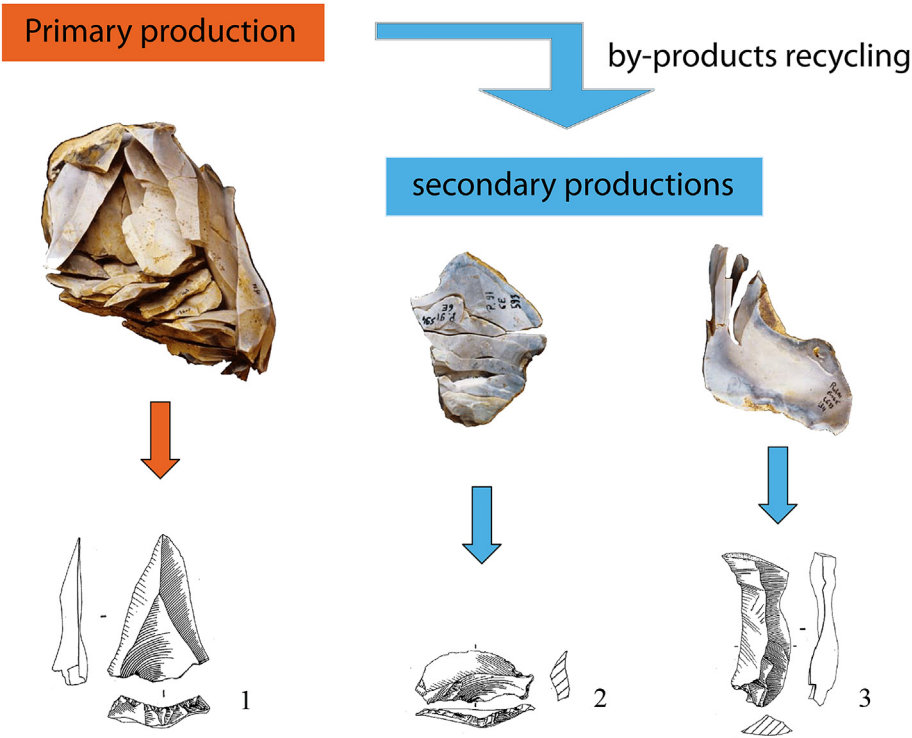 Primary production
by-products recycling
secondary productions
1
2
3